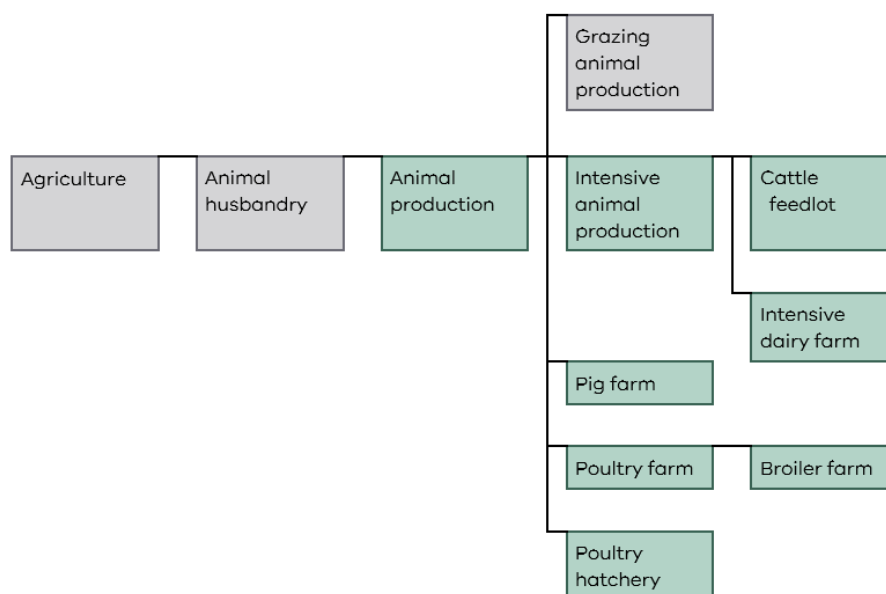 Grazing
animal
production
Agriculture
Animal
husbandry
Animal
production
Intensive
animal
production
Cattle
feedlot
Intensive
dairy farm
Pig farm
Poultry farm
Broiler farm
Poultry
hatchery